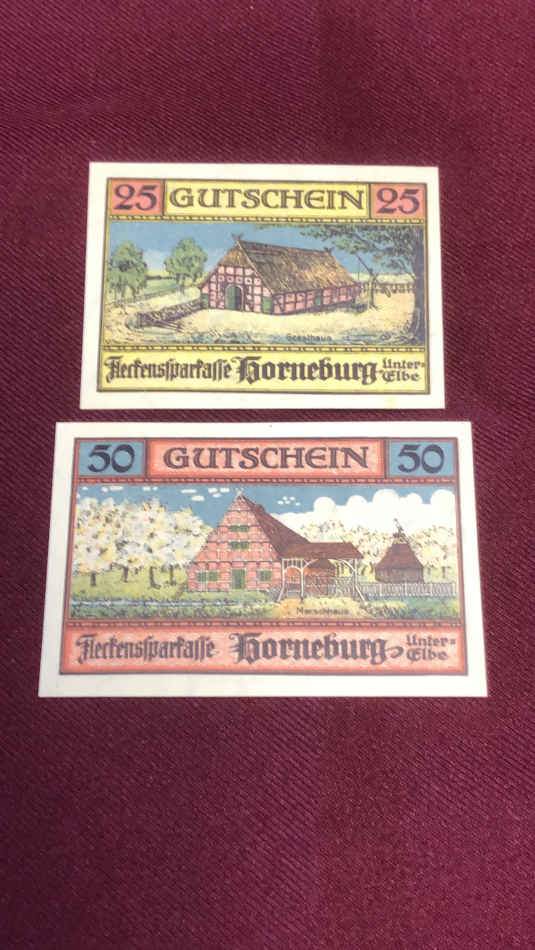 25 GUTSCHEIN 25
Geesthaus
Fleckenssparkasse Horneburg Unter=
Elbe
50 GUTSCHEIN 50
Marschhaus
Fleckenssparkasse Horneburg Unter=
Elbe